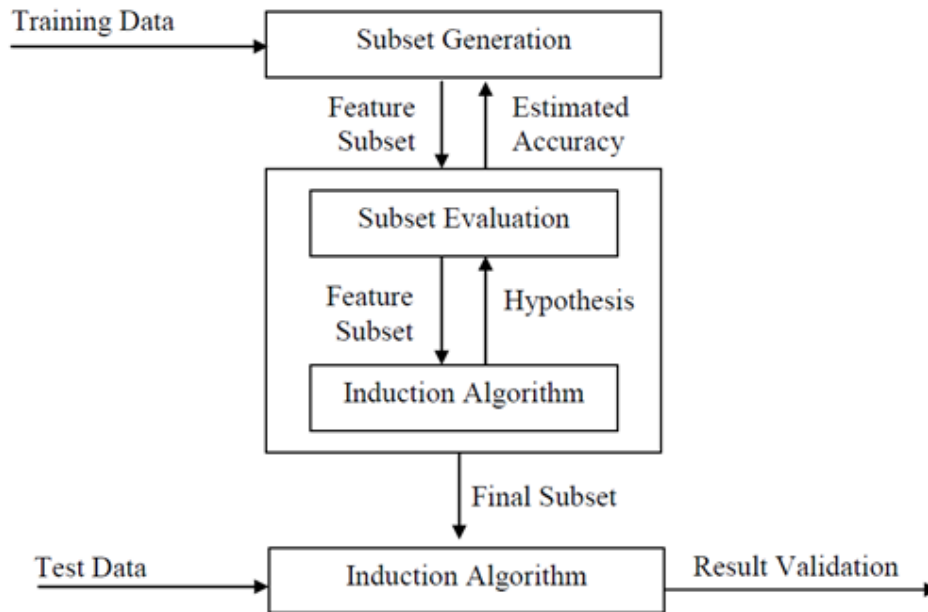 Training Data
Subset Generation
Feature
Subset
Estimated
Accuracy
Subset Evaluation
Feature
Subset
Hypothesis
Induction Algorithm
Final Subset
Test Data
Induction Algorithm
Result Validation